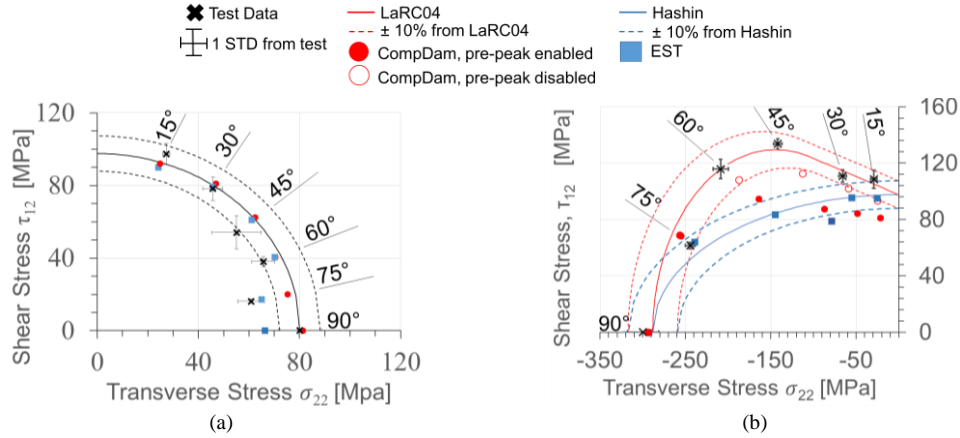 Test Data
1 STD from test
LaRC04
± 10% from LaRC04
CompDam, pre-peak enabled
CompDam, pre-peak disabled
Hashin
± 10% from Hashin
EST
Shear Stress τ12 [MPa]
120
80
40
0
0 40 80 120
15°
30°
45°
60°
75°
90°
Transverse Stress σ22 [Mpa]
(a)
Shear Stress, τ12 [MPa]
60°
45°
30°
15°
75°
90°
160
120
80
40
0
-350 -250 -150 -50
Transverse Stress σ22 [MPa]
(b)